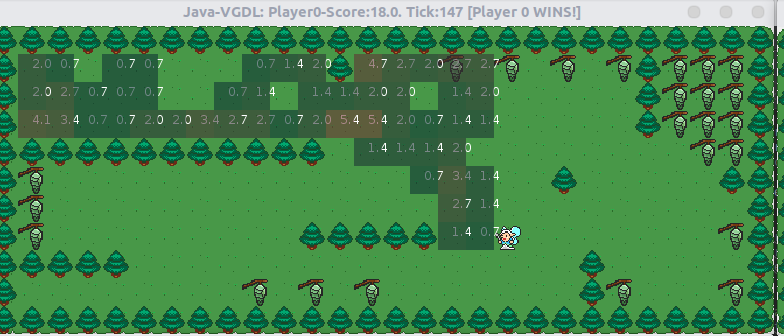 Java-VGDL: Player0-Score:18.0. Tick:147 [Player 0 WINS!]
2.0 0.7 0.7 0.7 0.7 1.4 2.0 4.7 2.7 2.0 2.7 2.7
2.0 2.7 0.7 0.7 0.7 0.7 1.4 1.4 1.4 2.0 2.0 1.4 2.0
4.1 3.4 0.7 0.7 2.0 2.0 3.4 2.7 2.7 0.7 2.0 5.4 5.4 2.0 0.7 1.4 1.4
1.4 1.4 1.4 2.0
0.7 3.4 1.4
2.7 1.4
1.4 0.7